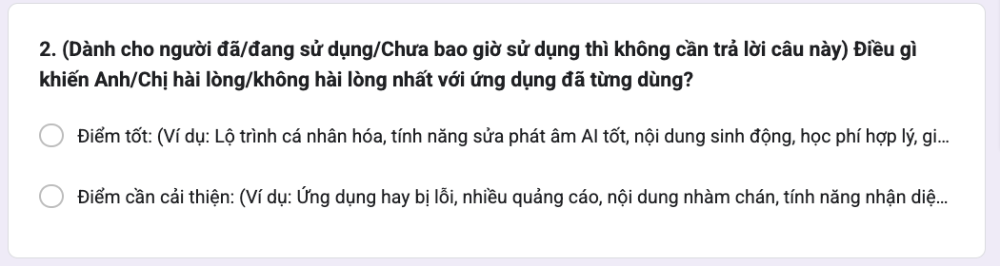 2. (Dành cho người đã/đang sử dụng/Chưa bao giờ sử dụng thì không cần trả lời câu này) Điều gì
khiến Anh/Chị hài lòng/không hài lòng nhất với ứng dụng đã từng dùng?
Điểm tốt: (Ví dụ: Lộ trình cá nhân hóa, tính năng sửa phát âm AI tốt, nội dung sinh động, học phí hợp lý, gi...
Điểm cần cải thiện: (Ví dụ: Ứng dụng hay bị lỗi, nhiều quảng cáo, nội dung nhàm chán, tính năng nhận diệ...